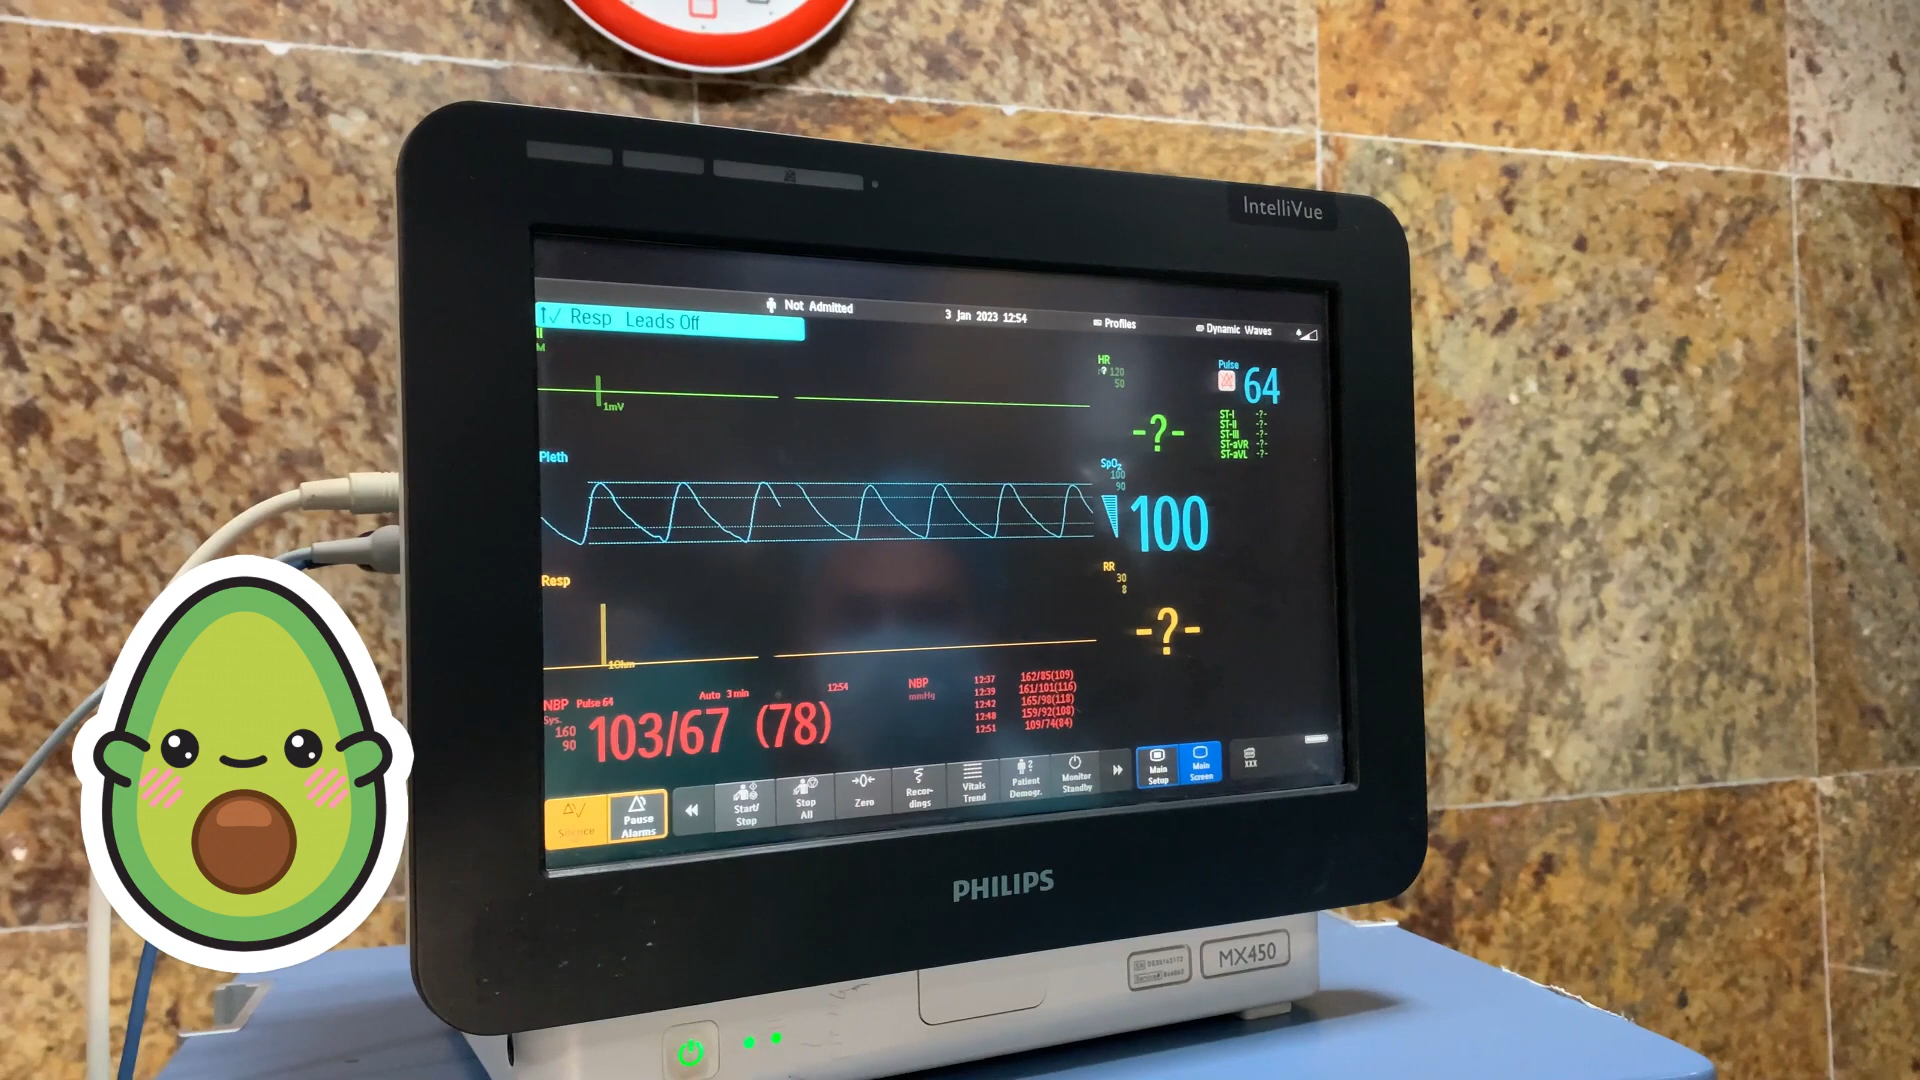 IntelliVue
Not Admitted
3 Jan 2023 12:54
Profiles
Dynamic Waves
Resp Leads Off
II
M
1mV
HR
120
50
-?-
Pulse
64
ST-I -?-
ST-II -?-
ST-III -?-
ST-aVR -?-
ST-aVL -?-
Pleth
SpO₂
100
90
100
Resp
1Ohm
RR
30
8
-?-
NBP Pulse 64
Auto 3 min
12:54
Sys.
160
90
103/67 (78)
NBP
mmHg
12:37 162/85(109)
12:39 161/101(116)
12:42 165/98(118)
12:48 159/92(108)
12:51 109/74(84)
Silence
Pause
Alarms
Start/
Stop
Stop
All
Zero
Recor-
dings
Vitals
Trend
Patient
Demogr.
Monitor
Standby
Main
Setup
Main
Screen
XXX
PHILIPS
MX450